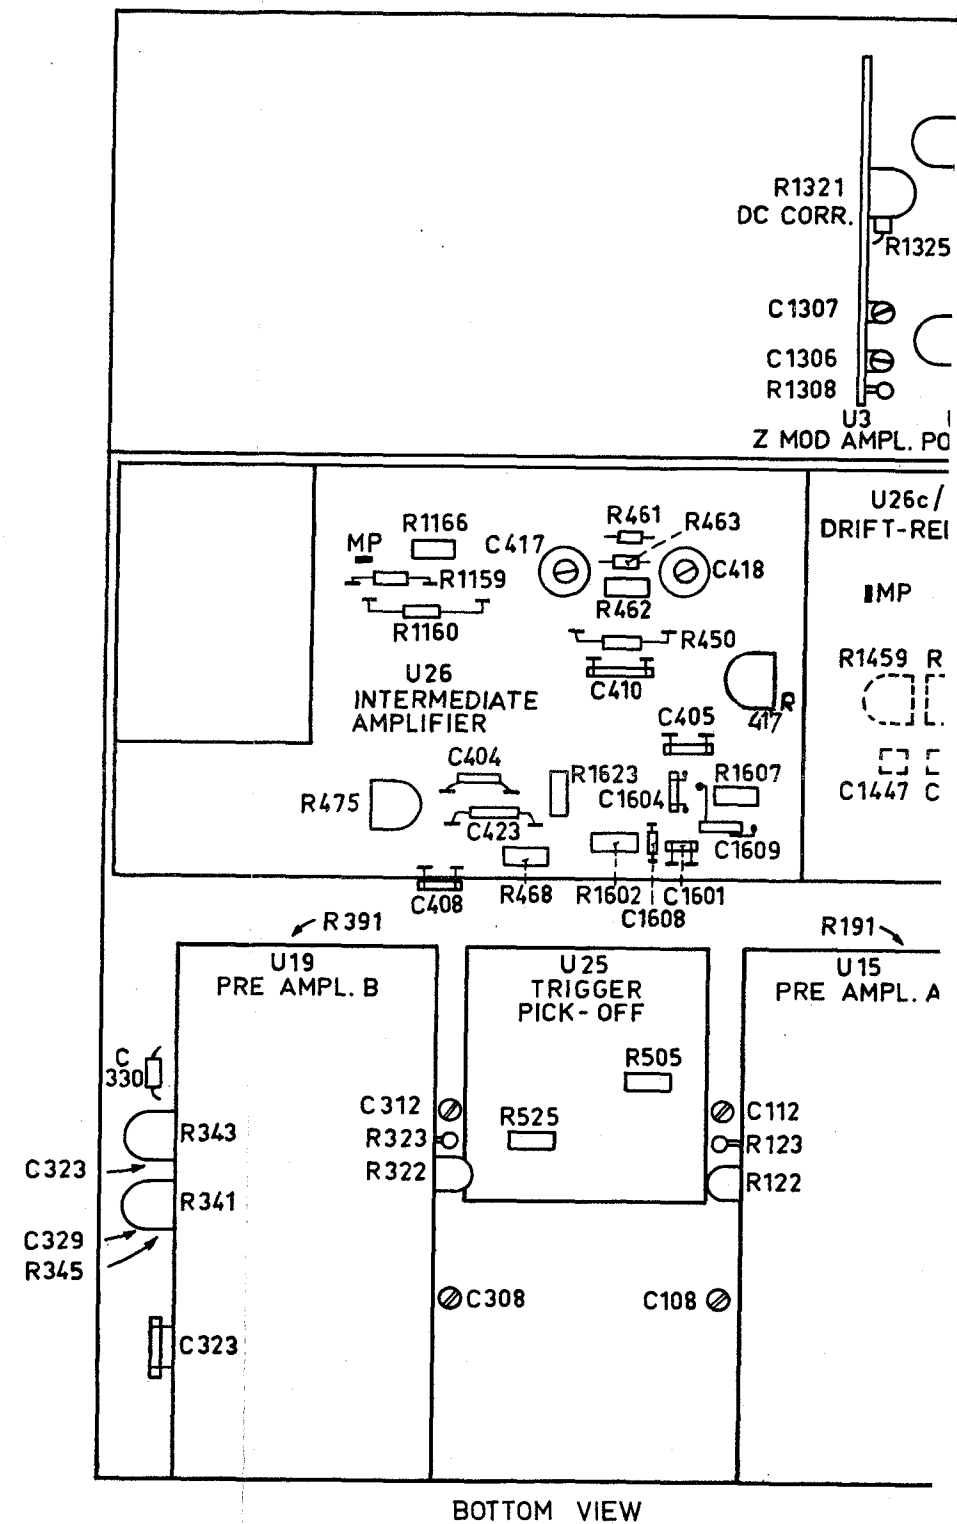 R1321
DC CORR.
R1325
C1307
C1306
R1308
U3
Z MOD AMPL. PO
U26c/
DRIFT-REI
MP
R1459 R
C1447 C
R461
R463
R1166
MP
C417
C418
R1159
R462
R1160
R450
U26
INTERMEDIATE
AMPLIFIER
C410
R
417
C405
C404
R1623
R1607
R475
C1604
C423
C1609
R468
R1602
C1601
C408
C1608
R391
R191
U19
PRE AMPL. B
U25
TRIGGER
PICK-OFF
U15
PRE AMPL. A
C
330
R505
C312
R525
C112
R343
R323
R123
C323
R322
R122
R341
C329
R345
C308
C108
C323
BOTTOM VIEW